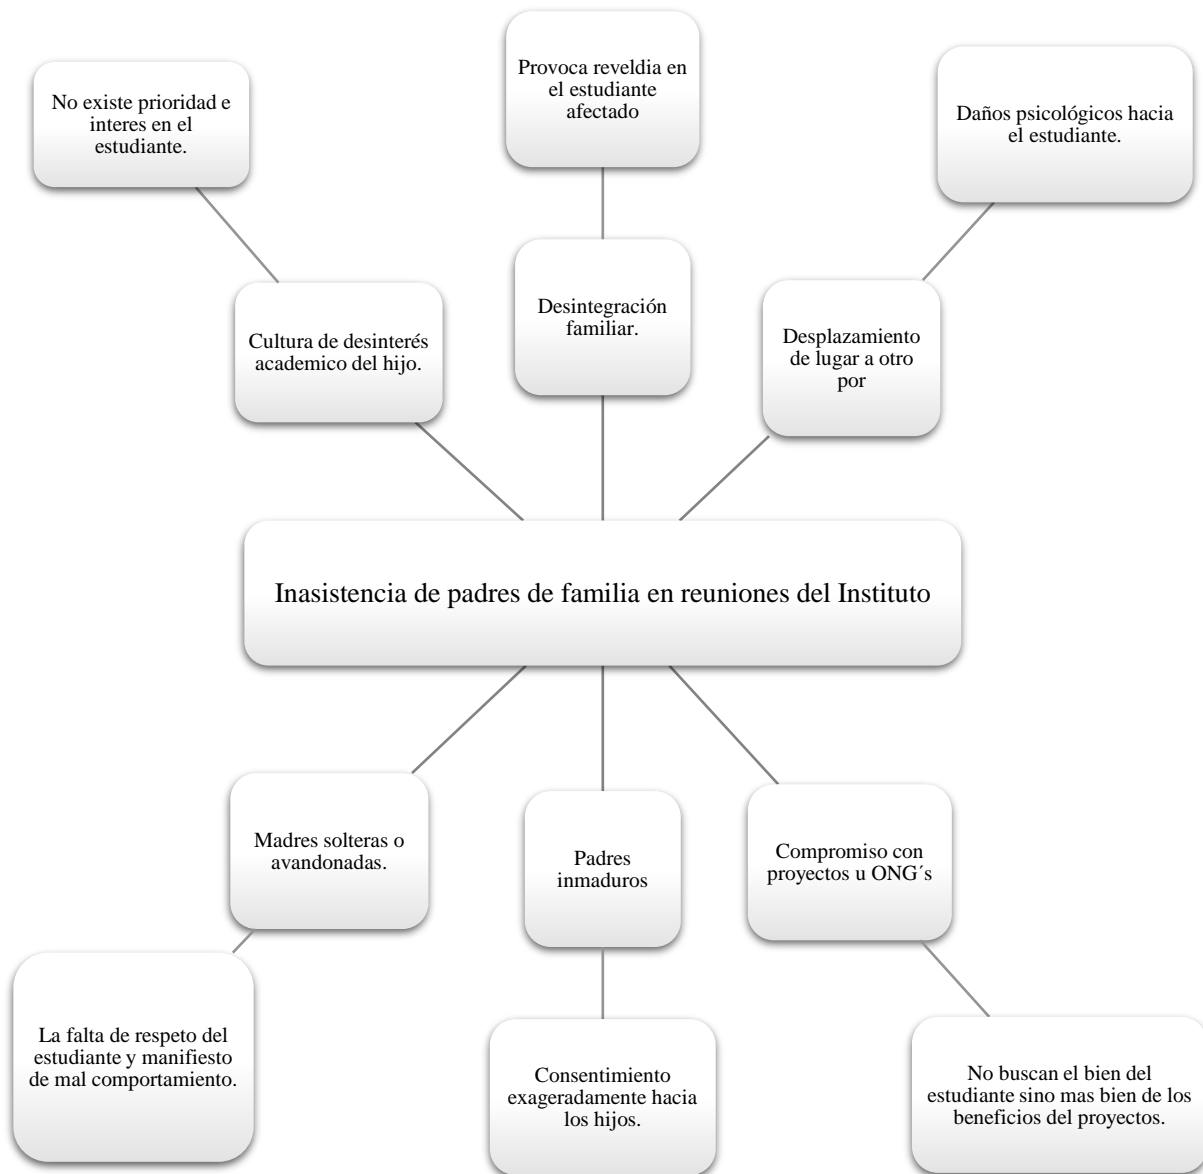 Provoca reveldia en
el estudiante
afectado
No existe prioridad e
interes en el
estudiante.
Daños psicológicos hacia
el estudiante.
Cultura de desinterés
academico del hijo.
Desintegración
familiar.
Desplazamiento
de lugar a otro
por
Inasistencia de padres de familia en reuniones del Instituto
Madres solteras o
avandonadas.
Padres
inmaduros
Compromiso con
proyectos u ONG´s
La falta de respeto del
estudiante y manifiesto
de mal comportamiento.
Consentimiento
exageradamente hacia
los hijos.
No buscan el bien del
estudiante sino mas bien de los
beneficios del proyectos.